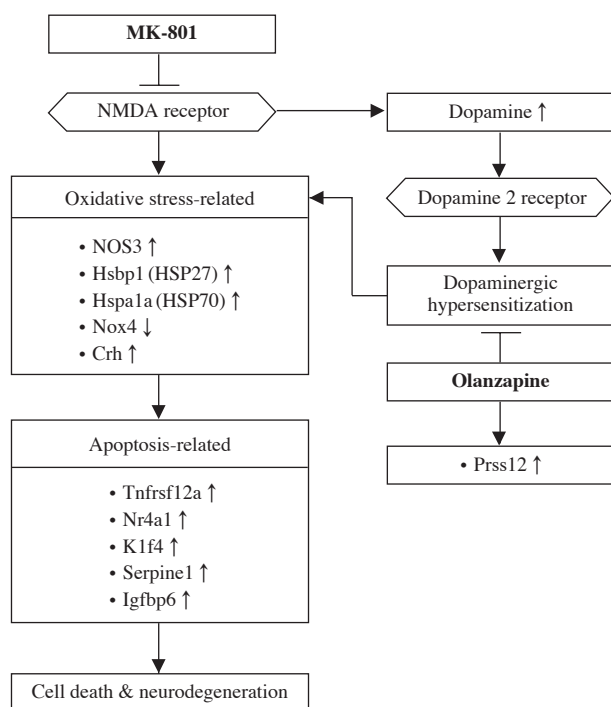 MK-801
NMDA receptor
Dopamine ↑
Oxidative stress-related
• NOS3 ↑
• Hsbp1 (HSP27) ↑
• Hspa1a (HSP70) ↑
• Nox4 ↓
• Crh ↑
Dopamine 2 receptor
Dopaminergic
hypersensitization
Olanzapine
• Prss12 ↑
Apoptosis-related
• Tnfrsf12a ↑
• Nr4a1 ↑
• K1f4 ↑
• Serpine1 ↑
• Igfbp6 ↑
Cell death & neurodegeneration